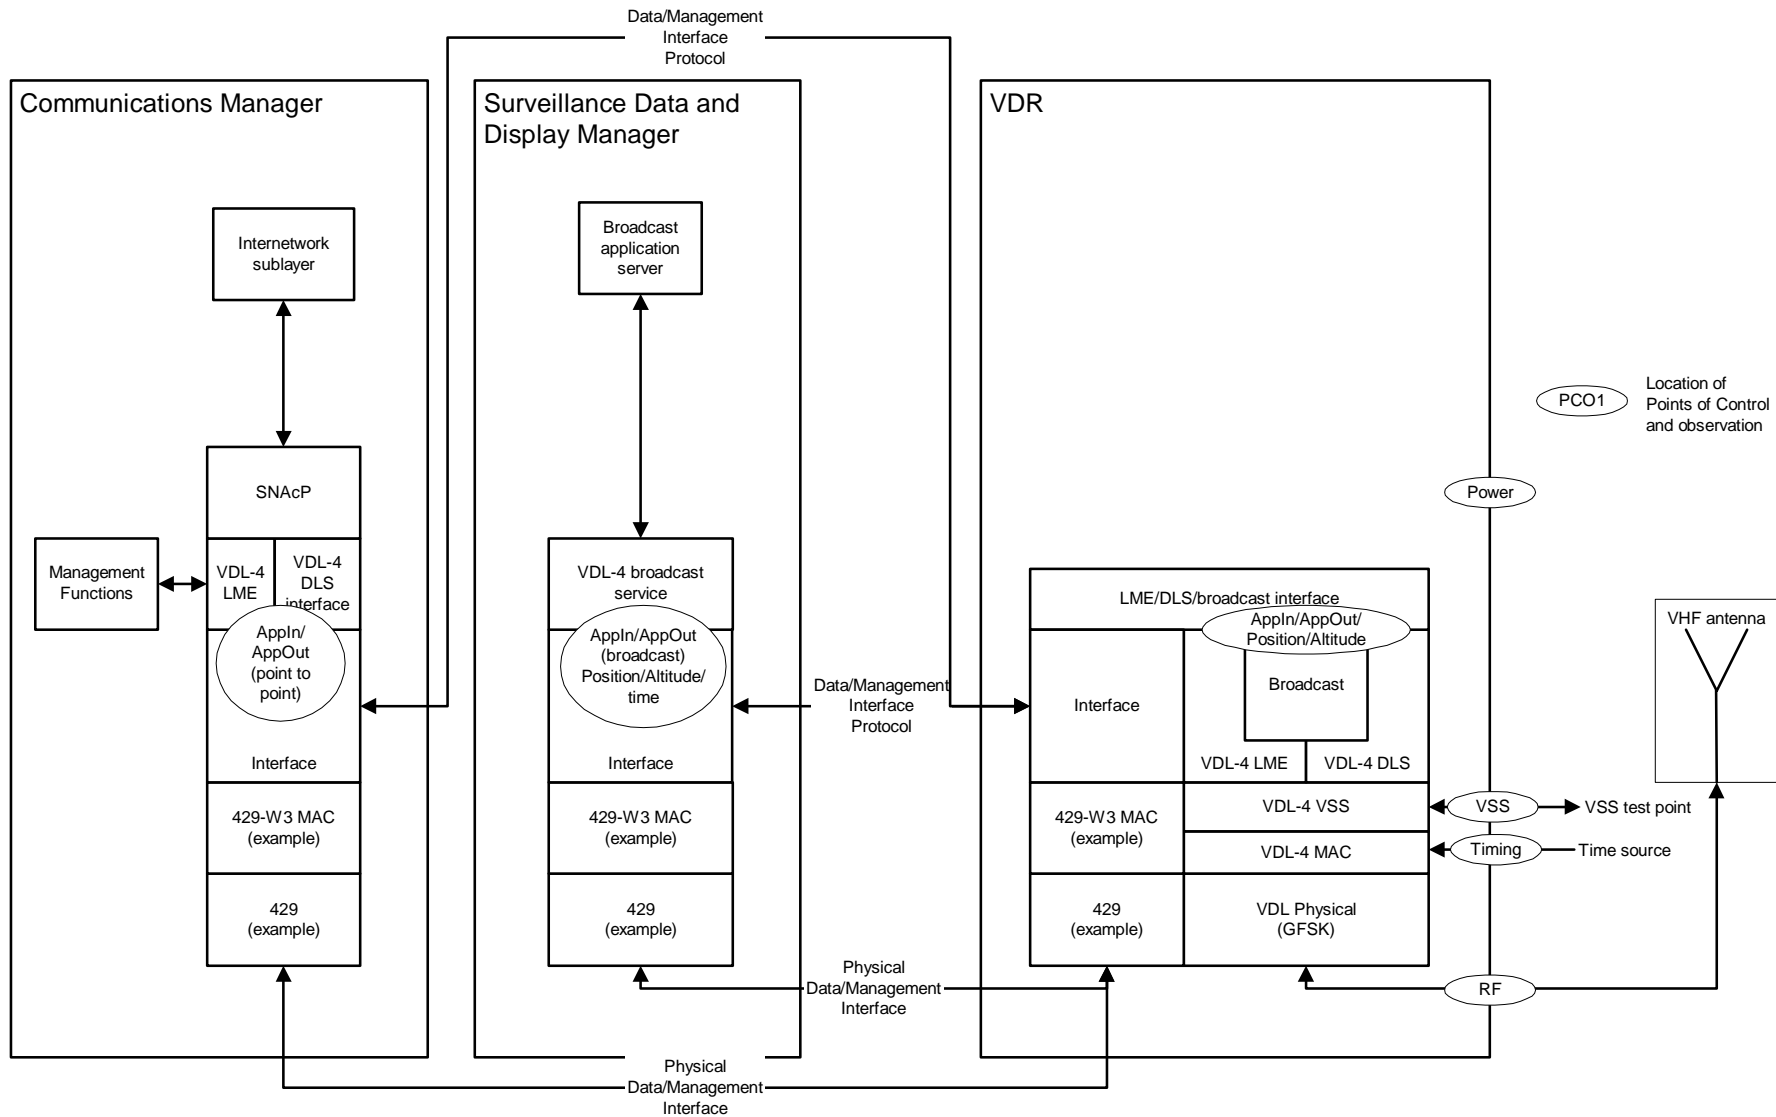 Data/Management
Interface
Protocol
Communications Manager
Internetwork
sublayer
SNAcP
Management
Functions
VDL-4
LME
VDL-4
DLS
interface
AppIn/
AppOut
(point to
point)
Interface
429-W3 MAC
(example)
429
(example)
Surveillance Data and
Display Manager
Broadcast
application
server
VDL-4 broadcast
service
AppIn/AppOut
(broadcast)
Position/Altitude/
time
Interface
429-W3 MAC
(example)
429
(example)
Data/Management
Interface
Protocol
Physical
Data/Management
Interface
Physical
Data/Management
Interface
VDR
LME/DLS/broadcast interface
AppIn/AppOut/
Position/Altitude
Broadcast
Interface
VDL-4 LME
VDL-4 DLS
429-W3 MAC
(example)
VDL-4 VSS
VDL-4 MAC
429
(example)
VDL Physical
(GFSK)
PCO1
Location of
Points of Control
and observation
Power
VSS
VSS test point
Timing
Time source
RF
VHF antenna